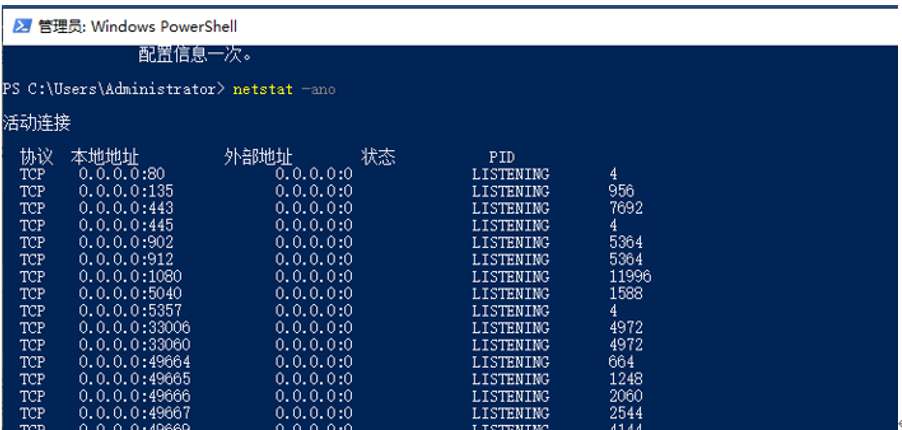 管理员: Windows PowerShell
配置信息一次。
PS C:\Users\Administrator> netstat -ano
活动连接
协议 本地地址 外部地址 状态 PID
TCP 0.0.0.0:80 0.0.0.0:0 LISTENING 4
TCP 0.0.0.0:135 0.0.0.0:0 LISTENING 956
TCP 0.0.0.0:443 0.0.0.0:0 LISTENING 7692
TCP 0.0.0.0:445 0.0.0.0:0 LISTENING 4
TCP 0.0.0.0:902 0.0.0.0:0 LISTENING 5364
TCP 0.0.0.0:912 0.0.0.0:0 LISTENING 5364
TCP 0.0.0.0:1080 0.0.0.0:0 LISTENING 11996
TCP 0.0.0.0:5040 0.0.0.0:0 LISTENING 1588
TCP 0.0.0.0:5357 0.0.0.0:0 LISTENING 4
TCP 0.0.0.0:33006 0.0.0.0:0 LISTENING 4972
TCP 0.0.0.0:33060 0.0.0.0:0 LISTENING 4972
TCP 0.0.0.0:49664 0.0.0.0:0 LISTENING 664
TCP 0.0.0.0:49665 0.0.0.0:0 LISTENING 1248
TCP 0.0.0.0:49666 0.0.0.0:0 LISTENING 2060
TCP 0.0.0.0:49667 0.0.0.0:0 LISTENING 2544
TCP 0.0.0.0:49669 0.0.0.0:0 LISTENING 4144